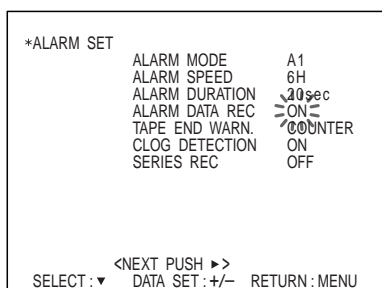 *ALARM SET
ALARM MODE A1
ALARM SPEED 6H
ALARM DURATION 20sec
ALARM DATA REC ON
TAPE END WARN. COUNTER
CLOG DETECTION ON
SERIES REC OFF
<NEXT PUSH ►>
SELECT:▼ DATA SET:+/– RETURN:MENU